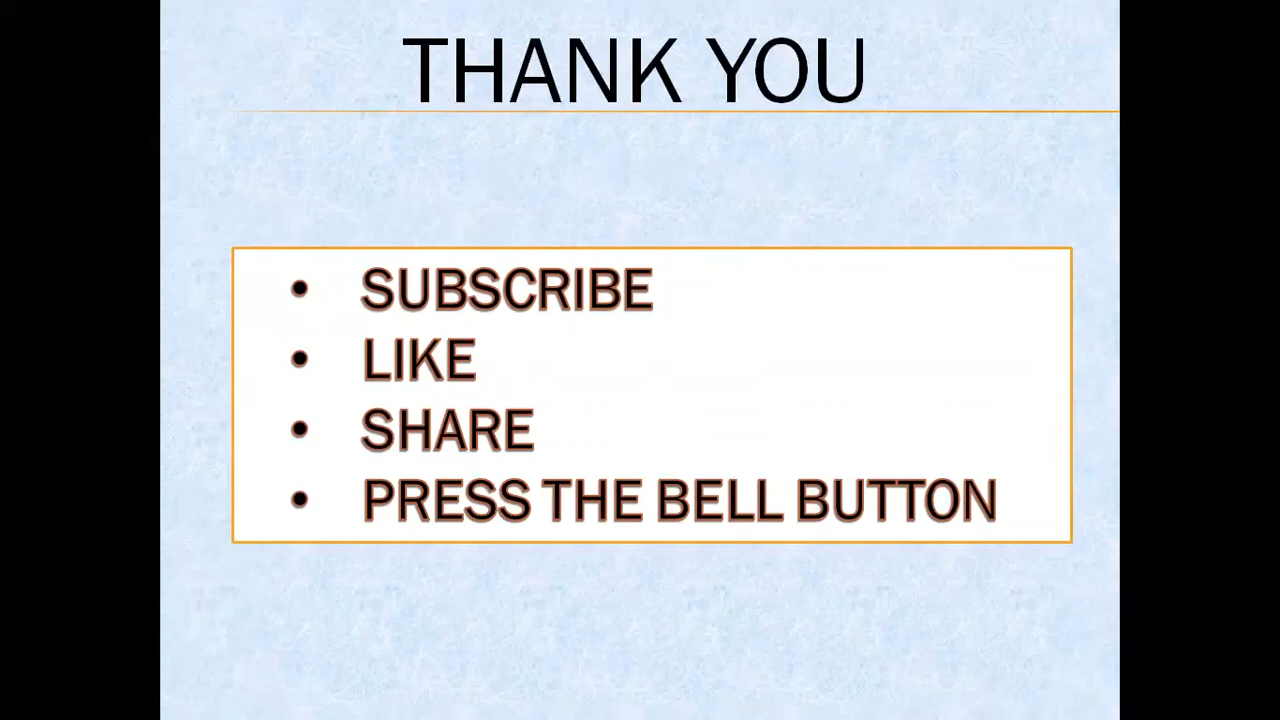 THANK YOU
• SUBSCRIBE
• LIKE
• SHARE
• PRESS THE BELL BUTTON